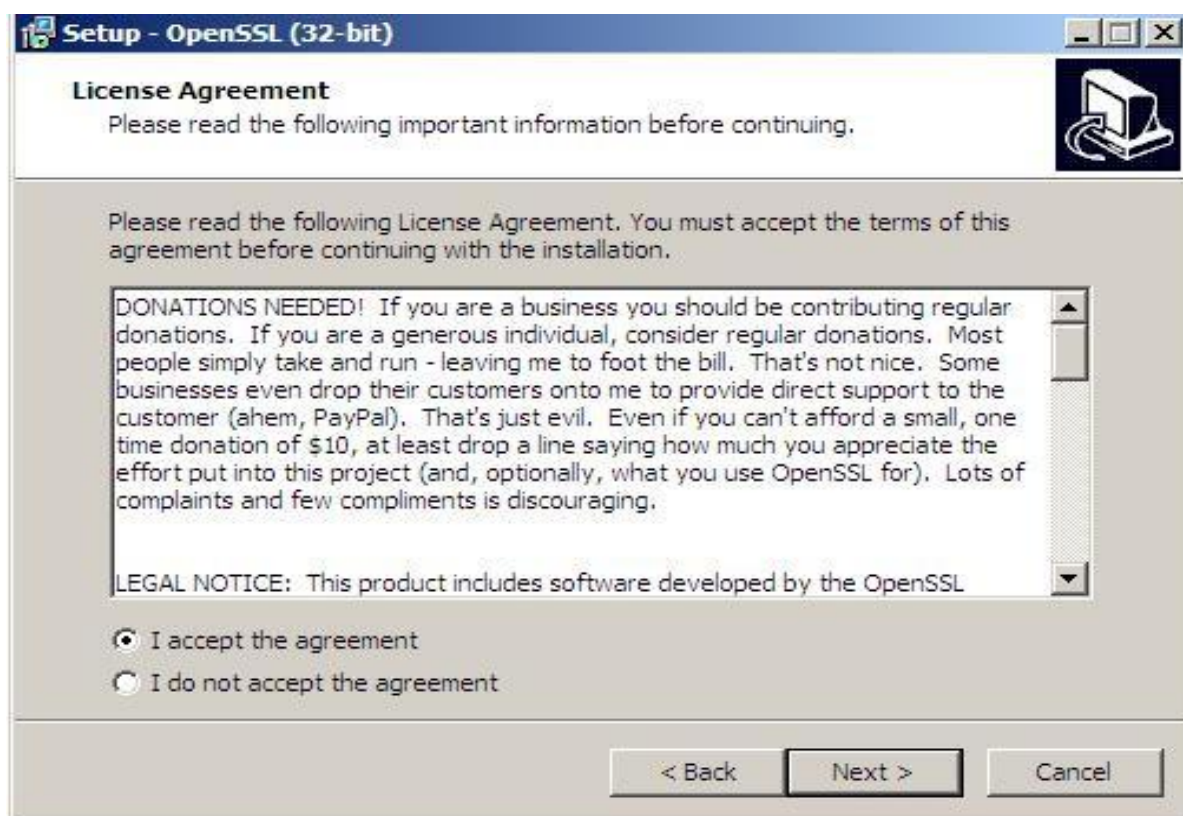 Setup - OpenSSL (32-bit)
License Agreement
Please read the following important information before continuing.
Please read the following License Agreement. You must accept the terms of this
agreement before continuing with the installation.
DONATIONS NEEDED!  If you are a business you should be contributing regular
donations.  If you are a generous individual, consider regular donations.  Most
people simply take and run - leaving me to foot the bill.  That's not nice.  Some
businesses even drop their customers onto me to provide direct support to the
customer (ahem, PayPal).  That's just evil.  Even if you can't afford a small, one
time donation of $10, at least drop a line saying how much you appreciate the
effort put into this project (and, optionally, what you use OpenSSL for).  Lots of
complaints and few compliments is discouraging.
LEGAL NOTICE:  This product includes software developed by the OpenSSL
I accept the agreement
I do not accept the agreement
< Back Next > Cancel